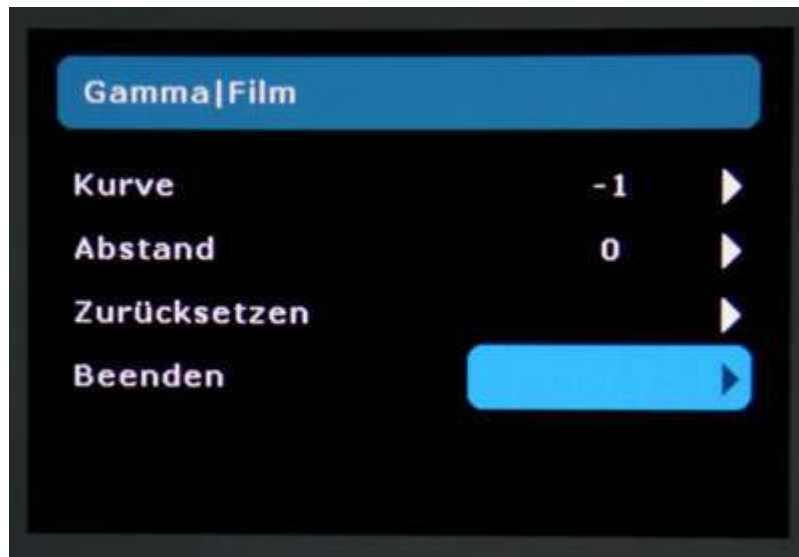 Gamma|Film
Kurve -1
Abstand 0
Zurücksetzen
Beenden